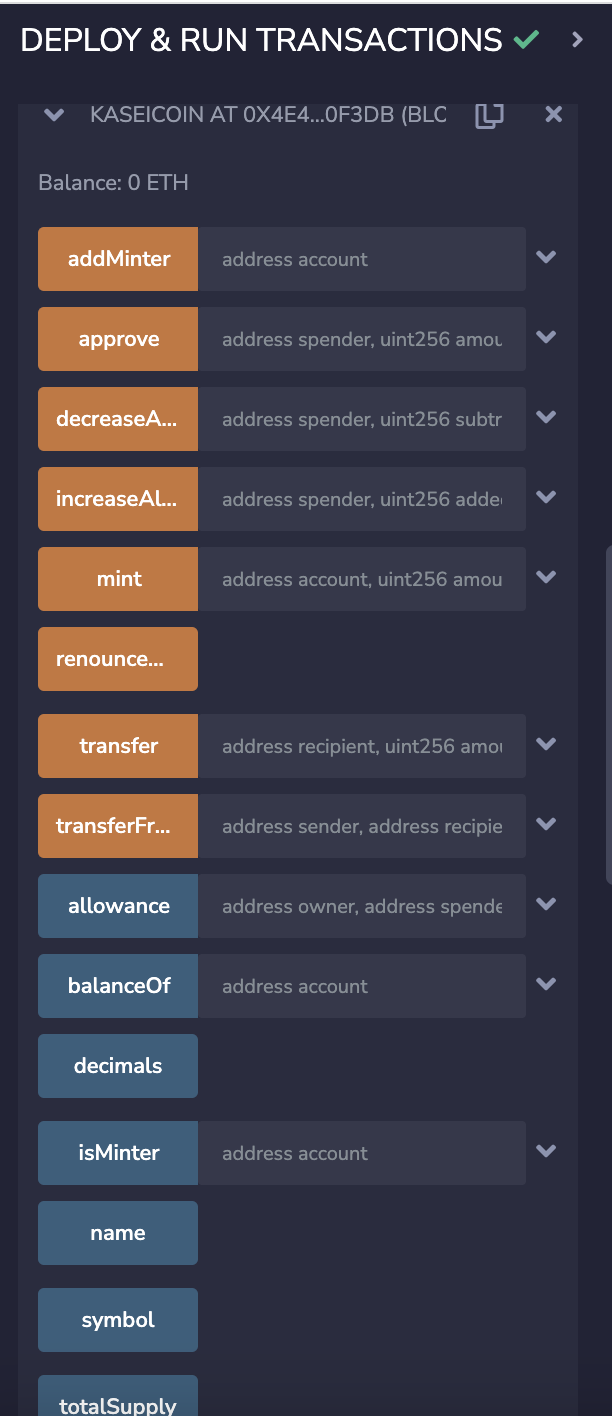 DEPLOY & RUN TRANSACTIONS
KASEICOIN AT 0X4E4...0F3DB (BLC
Balance: 0 ETH
addMinter address account
approve address spender, uint256 amou
decreaseA... address spender, uint256 subtr
increaseAl... address spender, uint256 adde
mint address account, uint256 amou
renounce...
transfer address recipient, uint256 amou
transferFr... address sender, address recipie
allowance address owner, address spende
balanceOf address account
decimals
isMinter address account
name
symbol
totalSupply